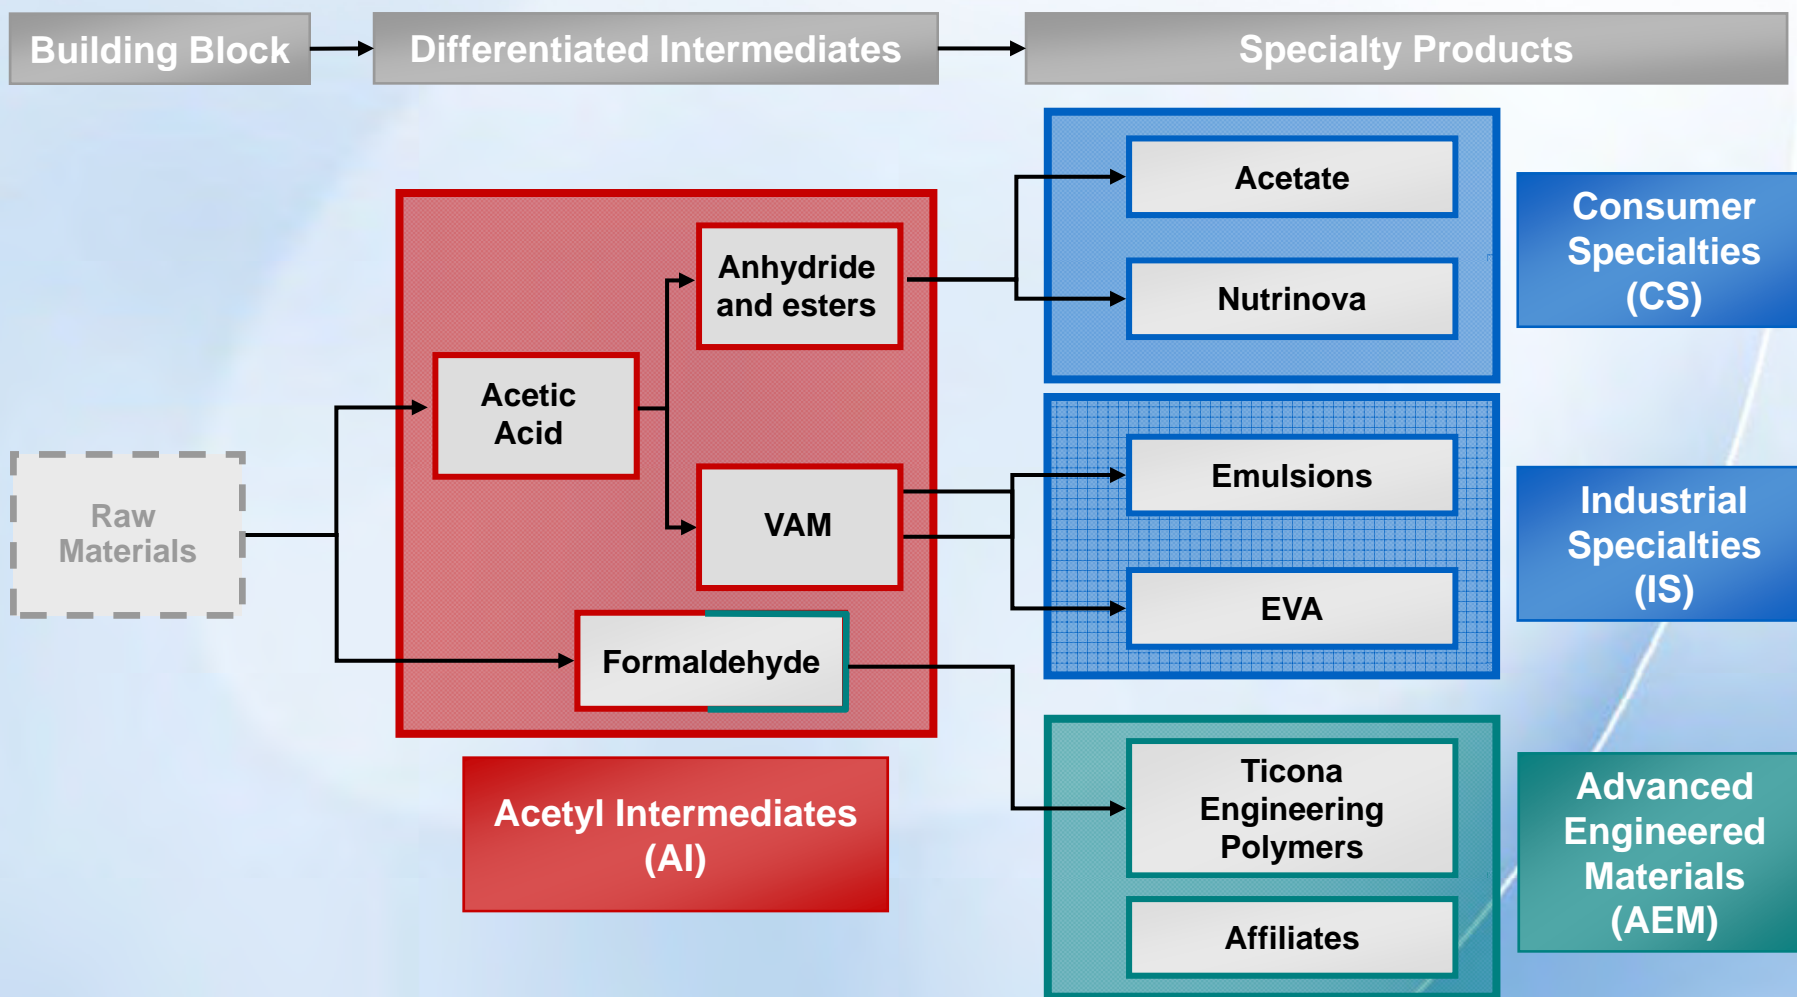 Building Block
Differentiated Intermediates
Specialty Products
Raw
Materials
Acetic
Acid
Anhydride
and esters
VAM
Formaldehyde
Acetyl Intermediates
(AI)
Acetate
Nutrinova
Consumer
Specialties
(CS)
Emulsions
EVA
Industrial
Specialties
(IS)
Ticona
Engineering
Polymers
Affiliates
Advanced
Engineered
Materials
(AEM)